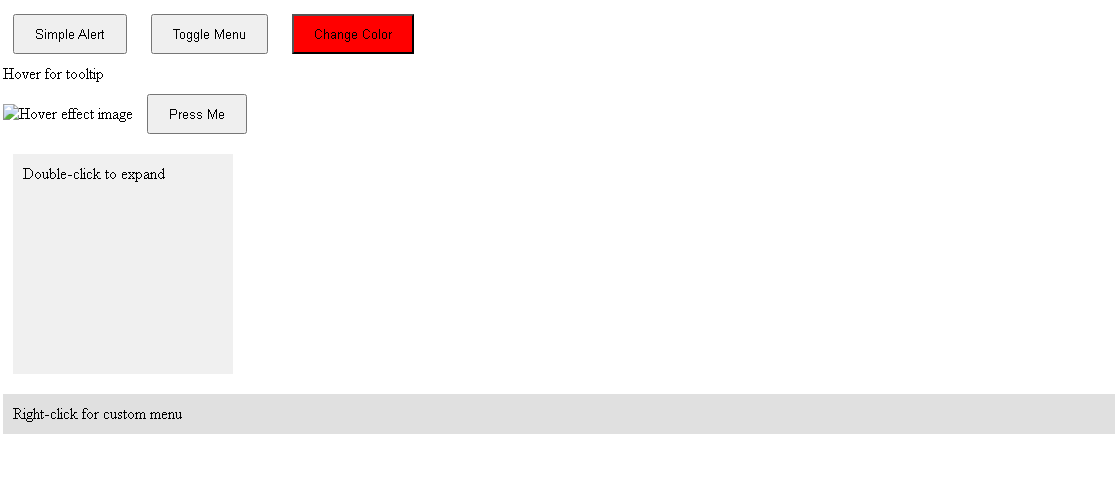 Simple Alert Toggle Menu Change Color
Hover for tooltip
Hover effect image Press Me
Double-click to expand
Right-click for custom menu